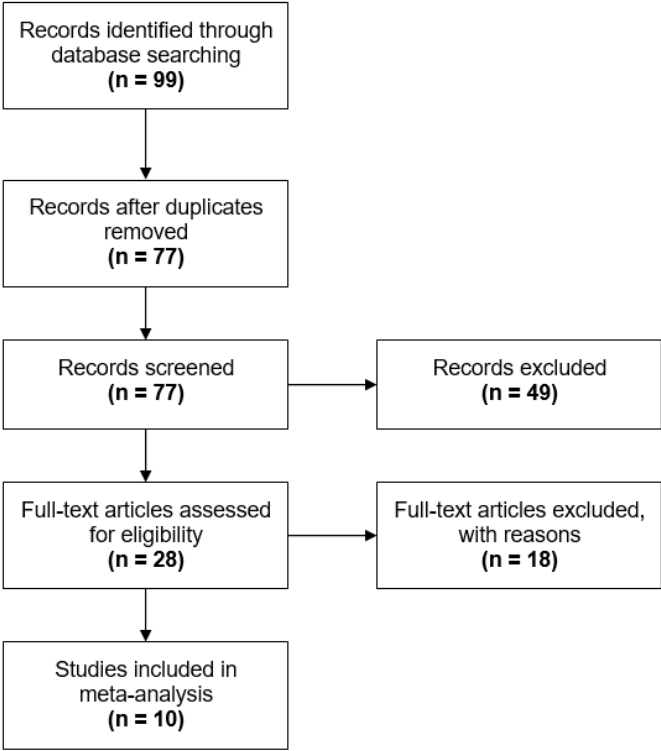 Records identified through
database searching
(n = 99)
Records after duplicates
removed
(n = 77)
Records screened
(n = 77)
Records excluded
(n = 49)
Full-text articles assessed
for eligibility
(n = 28)
Full-text articles excluded,
with reasons
(n = 18)
Studies included in
meta-analysis
(n = 10)